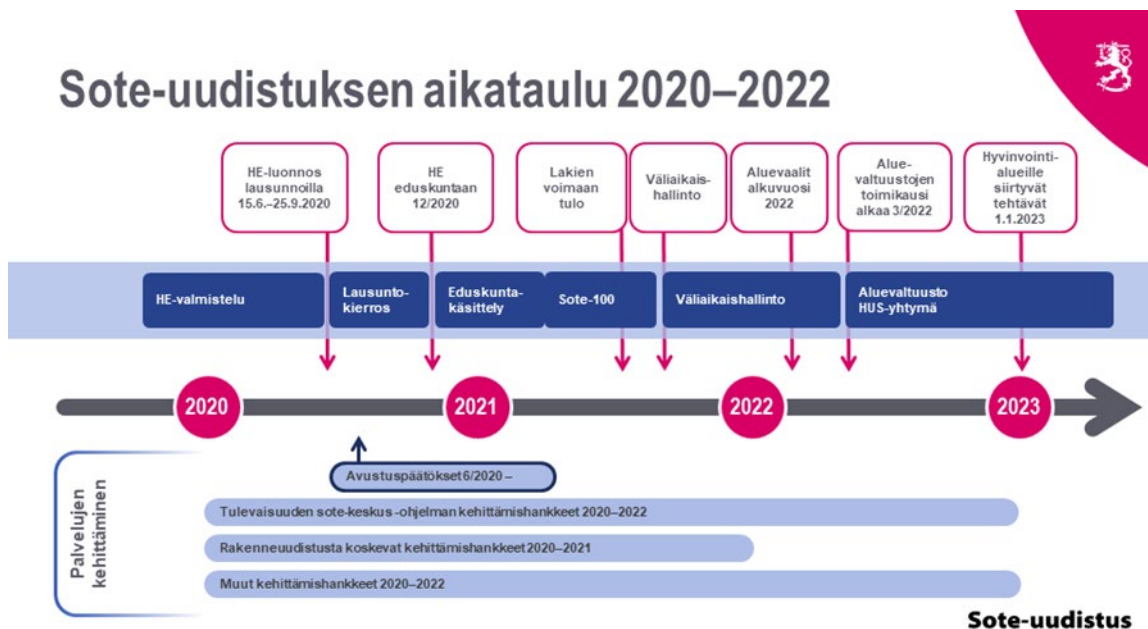 Sote-uudistuksen aikataulu 2020–2022
HE-luonnos
lausunnoilla
15.6.–25.9.2020
HE
eduskuntaan
12/2020
Lakien
voimaan
tulo
Väliaikais-
hallinto
Aluevaalit
alkuvuosi
2022
Alue-
valtuustojen
toimikausi
alkaa 3/2022
Hyvinvointi-
alueille
siirtyvät
tehtävät
1.1.2023
HE-valmistelu
Lausunto-
kierros
Eduskunta-
käsittely
Sote-100
Väliaikaishallinto
Aluevaltuusto
HUS-yhtymä
2020
2021
2022
2023
Palvelujen
kehittäminen
Avustuspäätökset 6/2020 –
Tulevaisuuden sote-keskus -ohjelman kehittämishankkeet 2020–2022
Rakenneuudistusta koskevat kehittämishankkeet 2020–2021
Muut kehittämishankkeet 2020–2022
Sote-uudistus